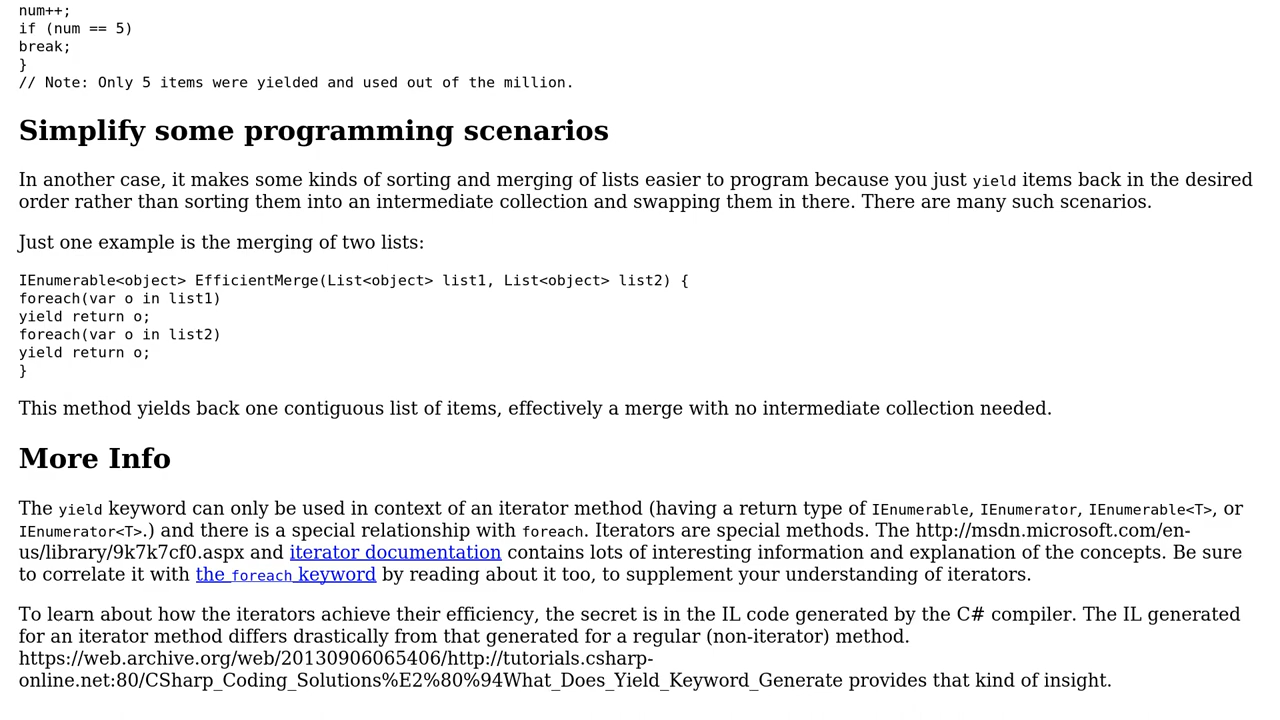 num++;
if (num == 5)
break;
}
// Note: Only 5 items were yielded and used out of the million.
Simplify some programming scenarios
In another case, it makes some kinds of sorting and merging of lists easier to program because you just yield items back in the desired
order rather than sorting them into an intermediate collection and swapping them in there. There are many such scenarios.
Just one example is the merging of two lists:
IEnumerable<object> EfficientMerge(List<object> list1, List<object> list2) {
foreach(var o in list1)
yield return o;
foreach(var o in list2)
yield return o;
}
This method yields back one contiguous list of items, effectively a merge with no intermediate collection needed.
More Info
The yield keyword can only be used in context of an iterator method (having a return type of IEnumerable, IEnumerator, IEnumerable<T>, or
IEnumerator<T>.) and there is a special relationship with foreach. Iterators are special methods. The http://msdn.microsoft.com/en-
us/library/9k7k7cf0.aspx and iterator documentation contains lots of interesting information and explanation of the concepts. Be sure
to correlate it with the foreach keyword by reading about it too, to supplement your understanding of iterators.
To learn about how the iterators achieve their efficiency, the secret is in the IL code generated by the C# compiler. The IL generated
for an iterator method differs drastically from that generated for a regular (non-iterator) method.
https://web.archive.org/web/20130906065406/http://tutorials.csharp-
online.net:80/CSharp_Coding_Solutions%E2%80%94What_Does_Yield_Keyword_Generate provides that kind of insight.